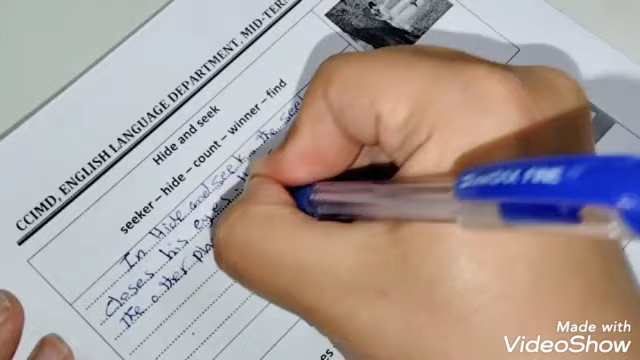 CCIMD, ENGLISH LANGUAGE DEPARTMENT, MID-TER
Hide and seek
seeker – hide – count – winner – find
In Hide and seek the seek
closes his eyes
the other pla
Made with
VideoShow